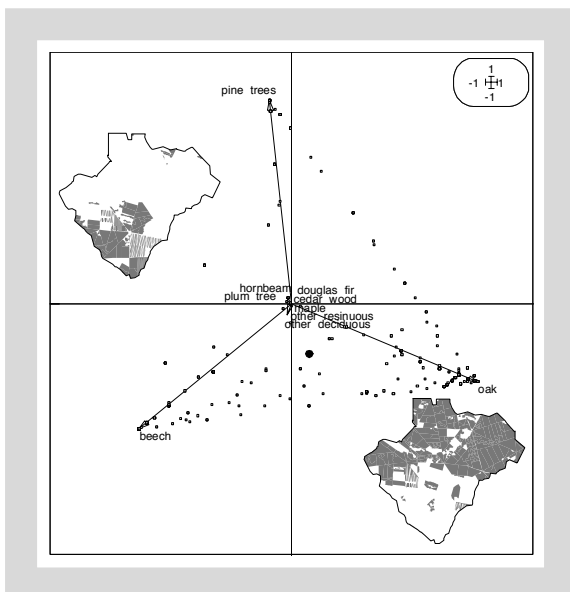 1
-1 1
-1
pine trees
hornbeam douglas fir
plum tree cedar wood
maple
other resinuous
other deciduous
oak
beech